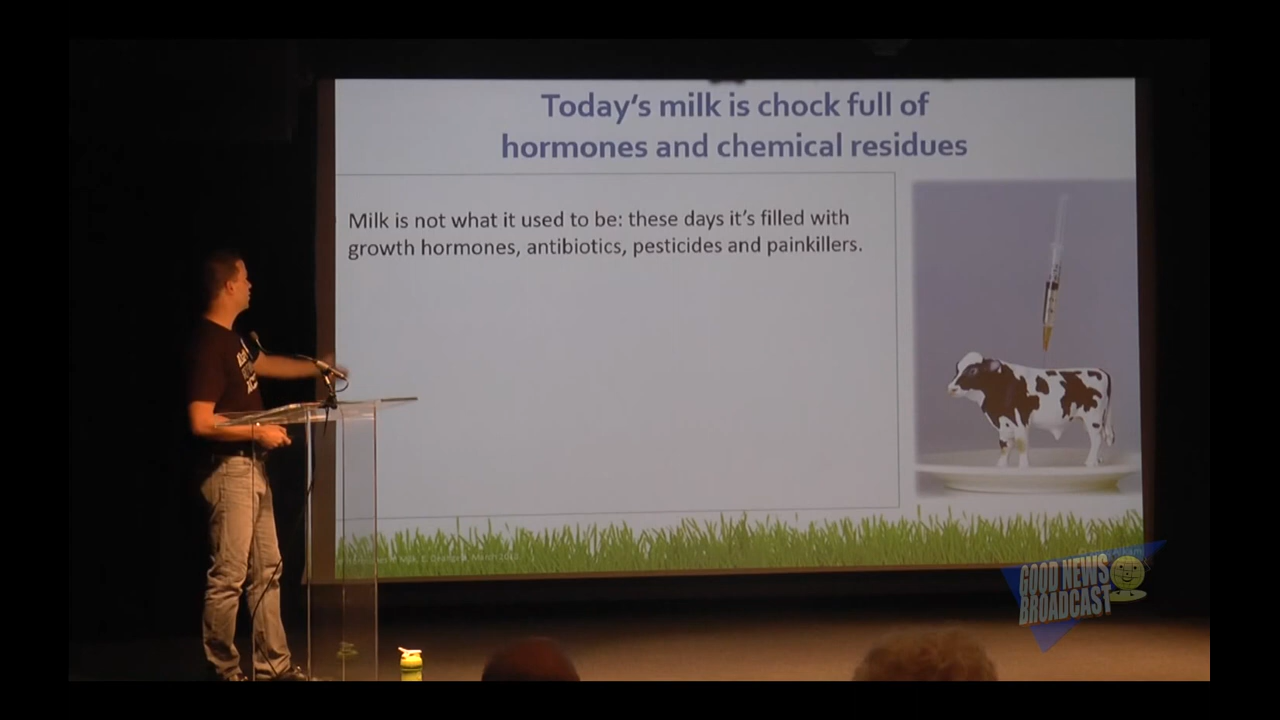 Today's milk is chock full of
hormones and chemical residues
Milk is not what it used to be: these days it's filled with
growth hormones, antibiotics, pesticides and painkillers.
GOOD NEWS
BROADCAST